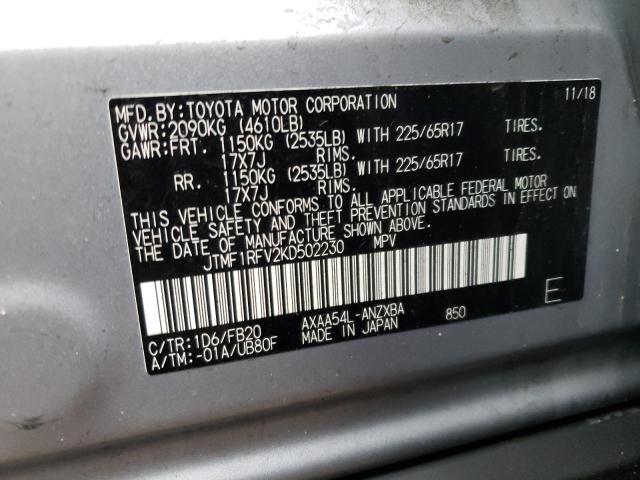 MFD. BY: TOYOTA MOTOR CORPORATION 11/18
GVWR: 2090KG (4610LB)
GAWR: FRT. 1150KG (2535LB) WITH 225/65R17 TIRES.
17X7J RIMS.
RR. 1150KG (2535LB) WITH 225/65R17 TIRES.
17X7J RIMS.
THIS VEHICLE CONFORMS TO ALL APPLICABLE FEDERAL MOTOR
VEHICLE SAFETY AND THEFT PREVENTION STANDARDS IN EFFECT ON
THE DATE OF MANUFACTURE SHOWN ABOVE.
JTMF1RFV2KD502230 MPV
C/TR: 1D6/FB20 AXAA54L-ANZXBA 850 E
A/TM: -01A/UB80F MADE IN JAPAN